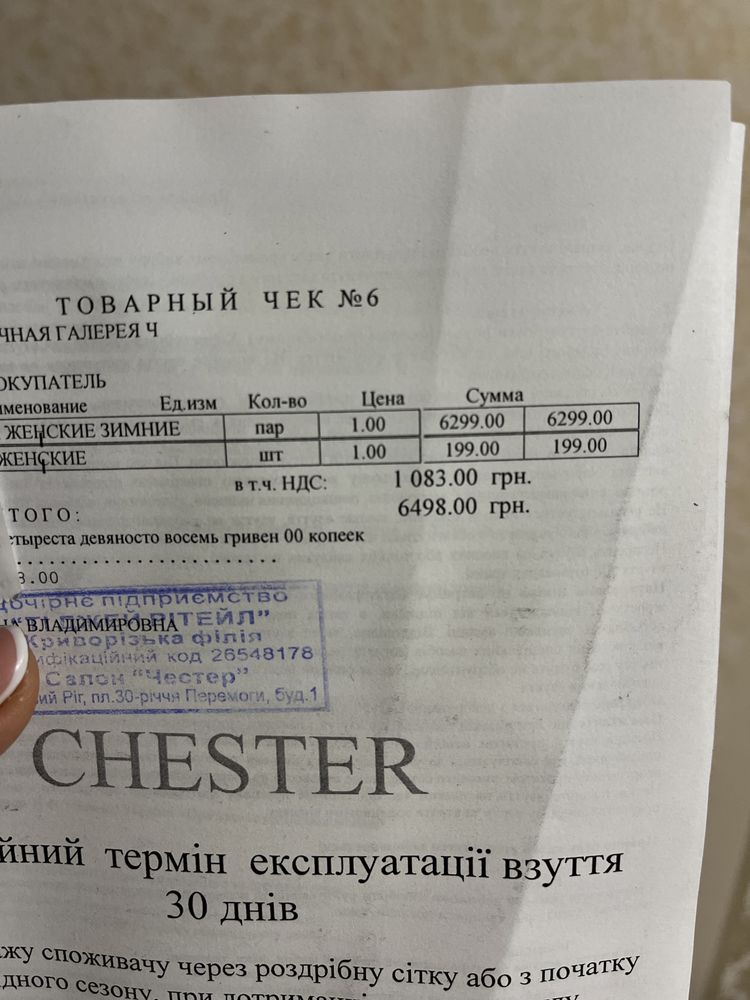 ТОВАРНЫЙ ЧЕК №6
ЧНАЯ ГАЛЕРЕЯ Ч
ОКУПАТЕЛЬ
именование Ед.изм Кол-во Цена Сумма
ЖЕНСКИЕ ЗИМНИЕ пар 1.00 6299.00 6299.00
ЖЕНСКИЕ шт 1.00 199.00 199.00
в т.ч. НДС: 1 083.00 грн.
ТОГО: 6498.00 грн.
тыреста девяносто восемь гривен 00 копеек
3.00
дочірнє підприємство
ВЛАДИМИРОВНА РІТЕЙЛ"
Криворізька філія
ифікаційний код 26548178
Салон "Честер"
ий Ріг, пл.30-річчя Перемоги, буд.1
CHESTER
йний термін експлуатації взуття
30 днів
жу споживачу через роздрібну сітку або з початку
дного сезону, при